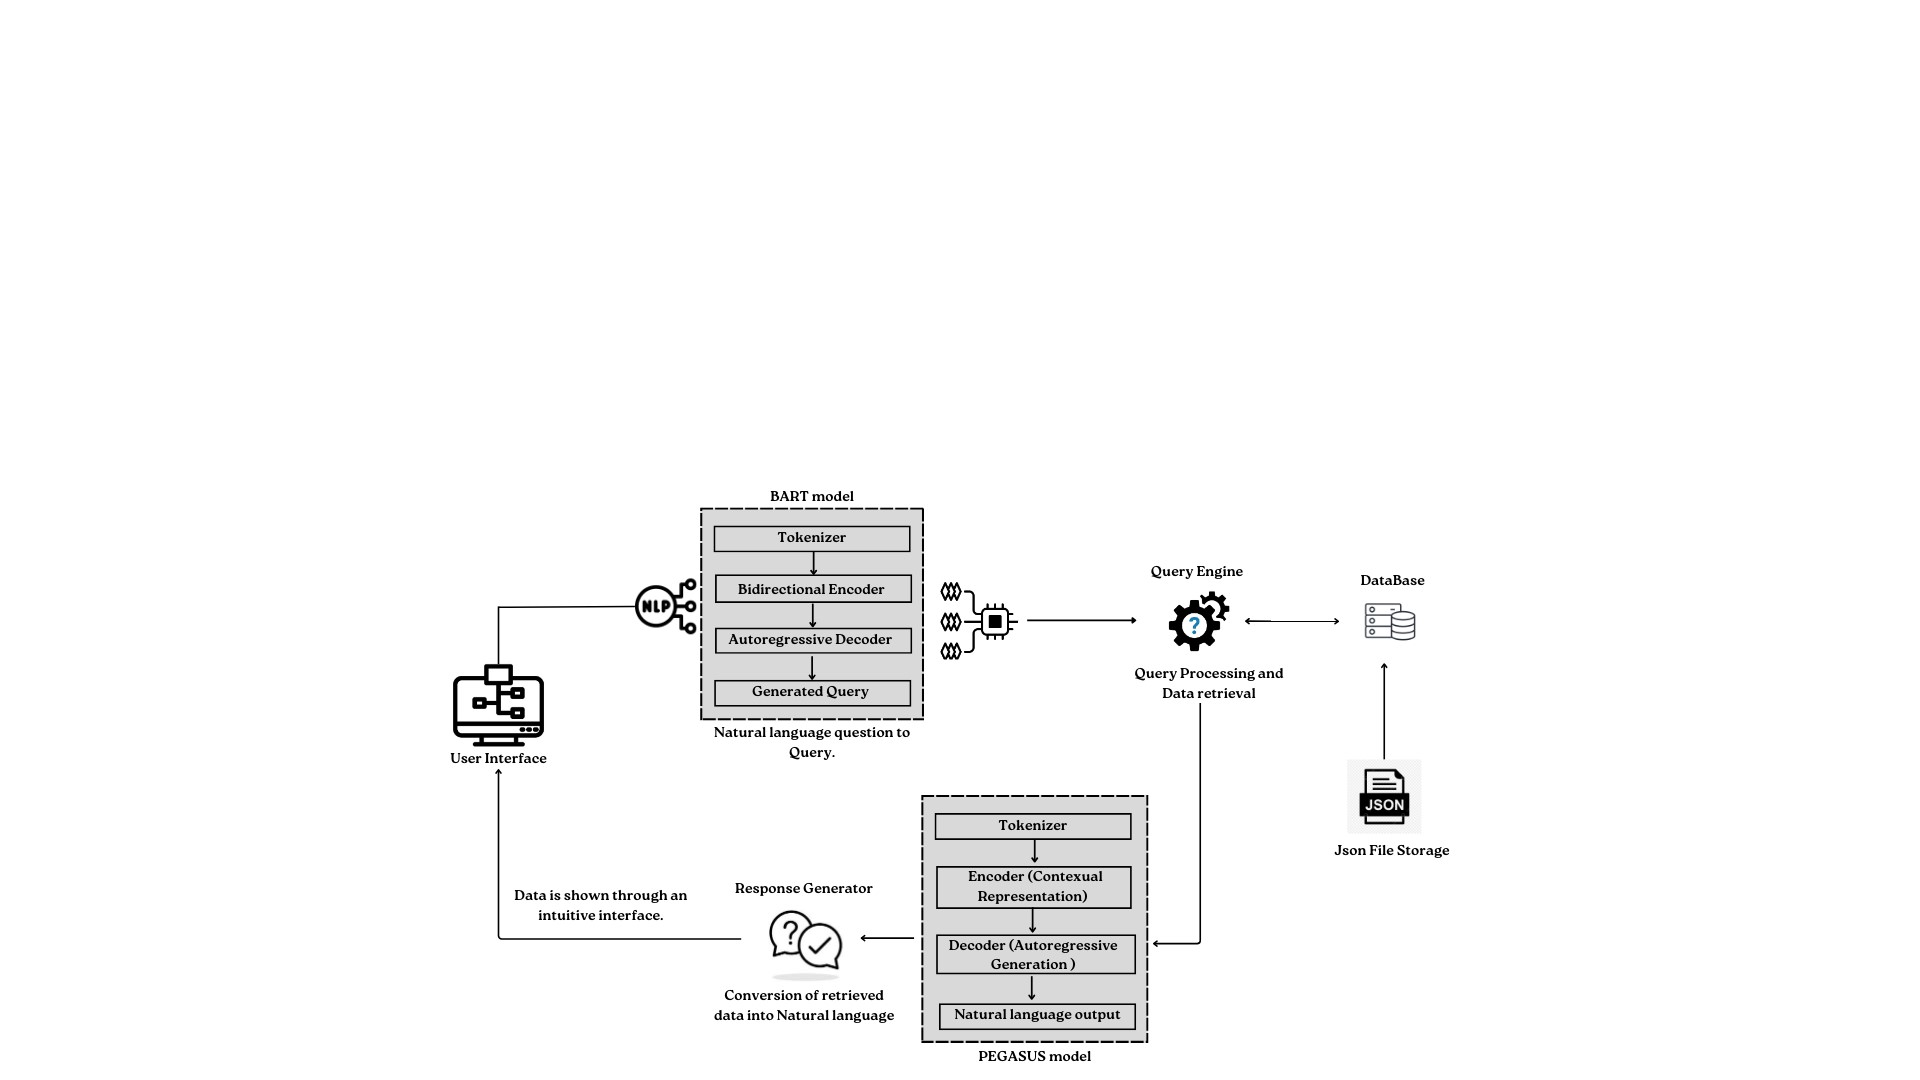 BART model
Tokenizer
Bidirectional Encoder
Autoregressive Decoder
Generated Query
Natural language question to
Query.
NLP
User Interface
Query Engine
?
Query Processing and
Data retrieval
DataBase
JSON
Json File Storage
Tokenizer
Encoder (Contexual
Representation)
Decoder (Autoregressive
Generation )
Natural language output
PEGASUS model
Response Generator
?
Conversion of retrieved
data into Natural language
Data is shown through an
intuitive interface.